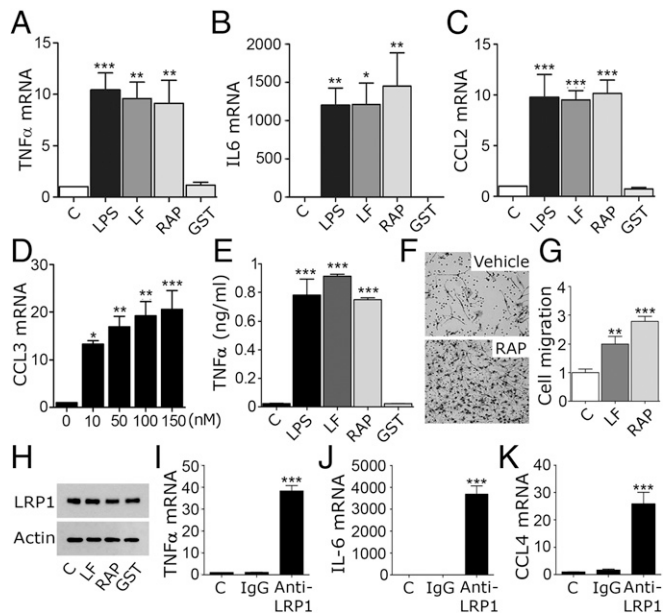 A
TNFα mRNA
15
10
5
0
***
**
**
C
LPS
LF
RAP
GST
B
IL6 mRNA
2000
1500
1000
500
0
**
*
**
C
LPS
LF
RAP
GST
C
CCL2 mRNA
15
10
5
0
***
***
***
C
LPS
LF
RAP
GST
D
CCL3 mRNA
30
20
10
0
*
**
**
***
0 10 50 100 150 (nM)
E
TNFα (ng/ml)
1
0.8
0.6
0.4
0.2
0
***
***
***
C
LPS
LF
RAP
GST
F
Vehicle
RAP
G
Cell migration
4
3
2
1
0
**
***
C
LF
RAP
H
LRP1
Actin
C
LF
RAP
GST
I
TNFα mRNA
50
40
30
20
10
0
***
C IgG Anti-
LRP1
J
IL-6 mRNA
5000
4000
3000
2000
1000
0
***
C IgG Anti-
LRP1
K
CCL4 mRNA
40
30
20
10
0
***
C IgG Anti-
LRP1